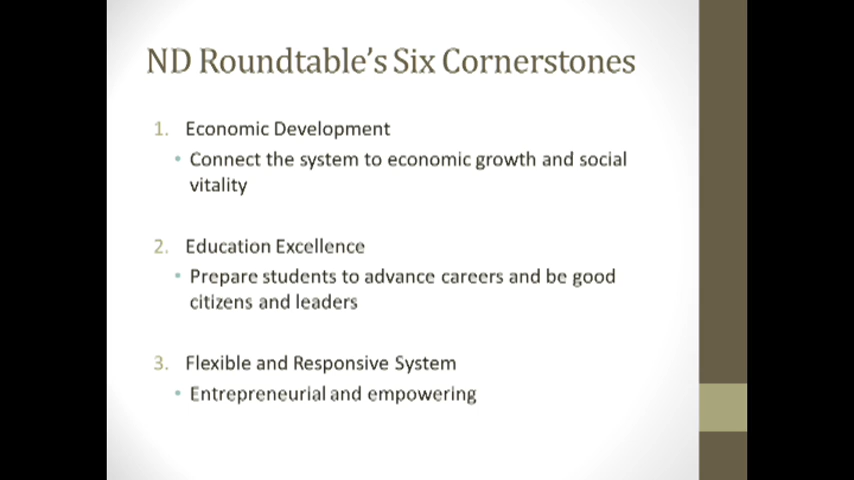 ND Roundtable's Six Cornerstones
1. Economic Development
• Connect the system to economic growth and social
vitality
2. Education Excellence
• Prepare students to advance careers and be good
citizens and leaders
3. Flexible and Responsive System
• Entrepreneurial and empowering